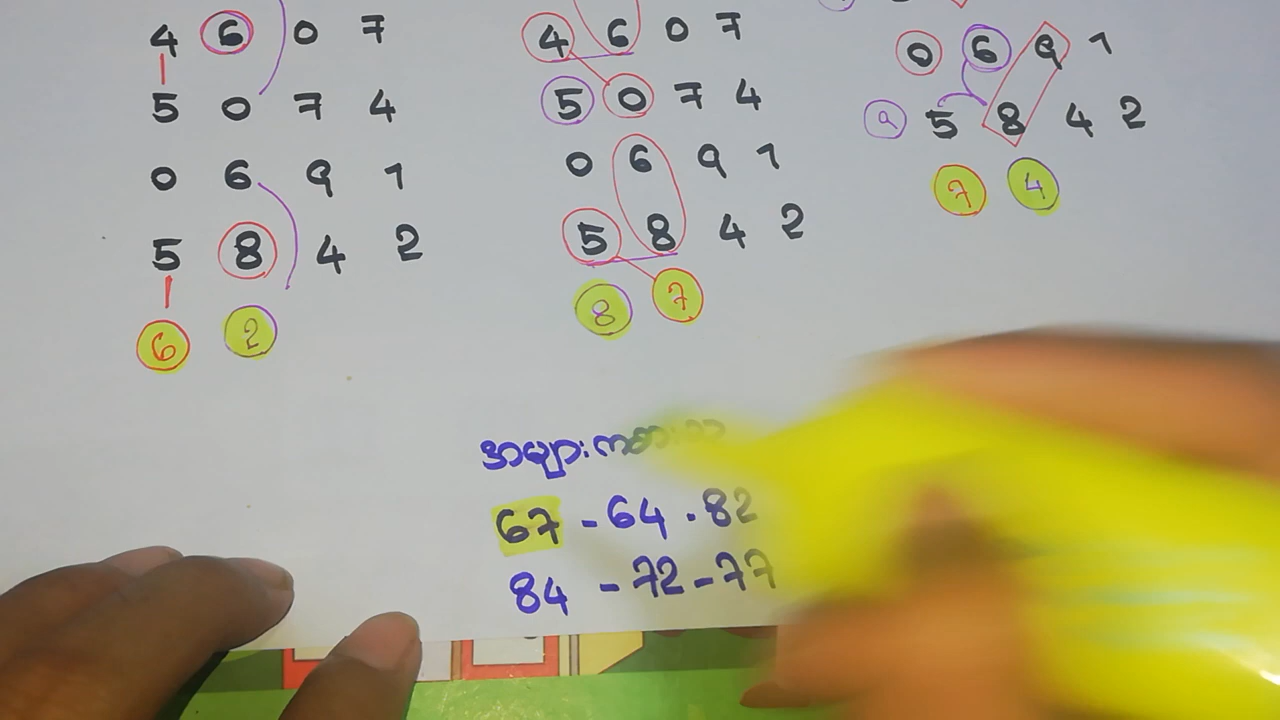 4 6 0 7
5 0 7 4
0 6 9 1
5 8 4 2
6 2
4 6 0 7
5 0 7 4
0 6 9 1
5 8 4 2
8 7
0 6 9 1
9 5 8 4 2
7 4
67 - 64 . 82
84 - 72 - 77